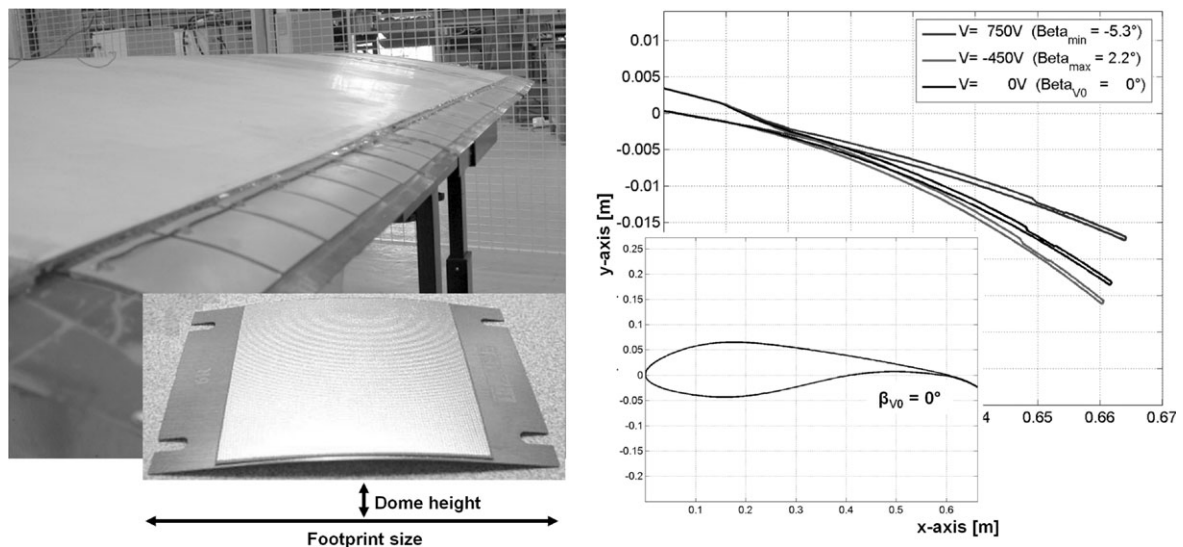 Dome height
Footprint size
V= 750V (Beta_min = -5.3°)
V= -450V (Beta_max = 2.2°)
V= 0V (Beta_V0 = 0°)
0.01
0.005
0
-0.005
-0.01
-0.015
y-axis [m]
4 0.65 0.66 0.67
0.25
0.2
0.15
0.1
0.05
0
-0.05
-0.1
-0.15
-0.2
β_V0 = 0°
0.1 0.2 0.3 0.4 0.5 0.6
x-axis [m]